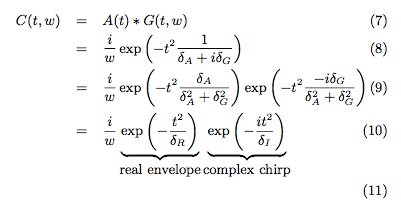 C(t, w) = A(t) ∗ G(t, w) (7)
= i/w exp(−t² 1/(δ_A + iδ_G)) (8)
= i/w exp(−t² δ_A/(δ_A² + δ_G²)) exp(−t² −iδ_G/(δ_A² + δ_G²)) (9)
= i/w exp(−t²/δ_R) exp(−it²/δ_I) (10)
real envelope complex chirp
(11)